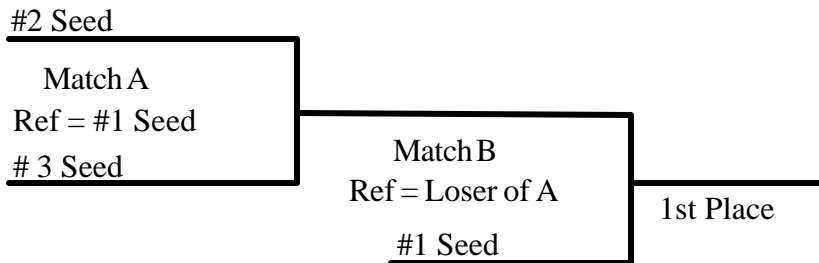 #2 Seed
Match A
Ref = #1 Seed
# 3 Seed
Match B
Ref = Loser of A
1st Place
#1 Seed